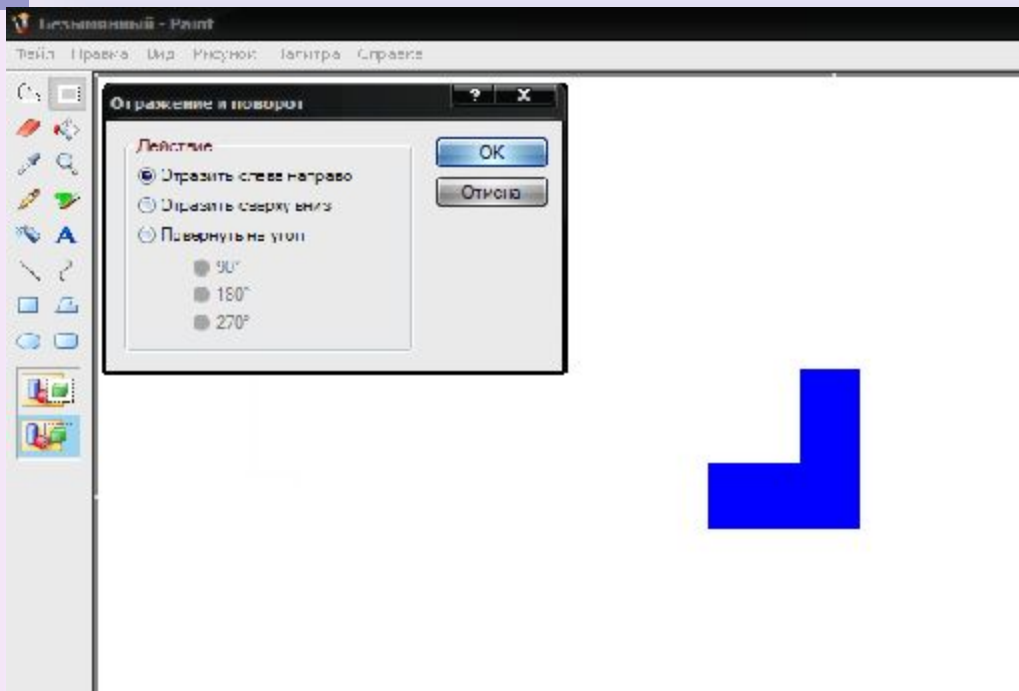 Безымянный - Paint
Файл Правка Вид Рисунок Палитра Справка
Отражение и поворот
? X
Действие
Отразить слева направо
Отразить сверху вниз
Повернуть на угол
90°
180°
270°
OK
Отмена
A